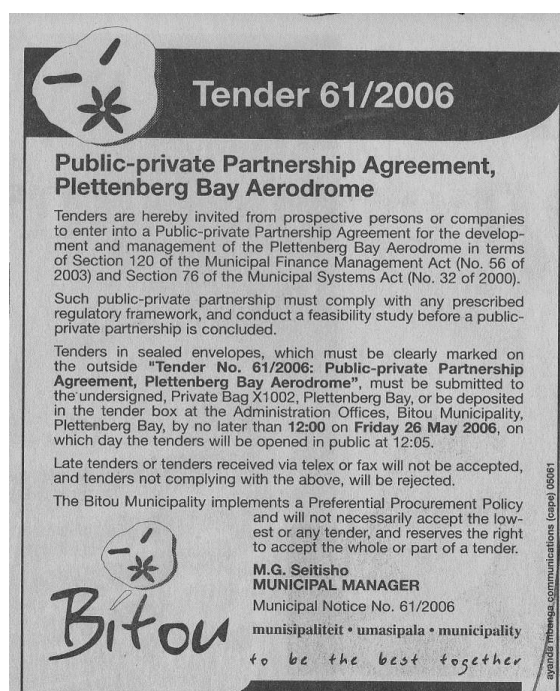 Tender 61/2006
Public-private Partnership Agreement,
Plettenberg Bay Aerodrome
Tenders are hereby invited from prospective persons or companies
to enter into a Public-private Partnership Agreement for the develop-
ment and management of the Plettenberg Bay Aerodrome in terms
of Section 120 of the Municipal Finance Management Act (No. 56 of
2003) and Section 76 of the Municipal Systems Act (No. 32 of 2000).
Such public-private partnership must comply with any prescribed
regulatory framework, and conduct a feasibility study before a public-
private partnership is concluded.
Tenders in sealed envelopes, which must be clearly marked on
the outside "Tender No. 61/2006: Public-private Partnership
Agreement, Plettenberg Bay Aerodrome", must be submitted to
the undersigned, Private Bag X1002, Plettenberg Bay, or be deposited
in the tender box at the Administration Offices, Bitou Municipality,
Plettenberg Bay, by no later than 12:00 on Friday 26 May 2006, on
which day the tenders will be opened in public at 12:05.
Late tenders or tenders received via telex or fax will not be accepted,
and tenders not complying with the above, will be rejected.
The Bitou Municipality implements a Preferential Procurement Policy
and will not necessarily accept the low-
est or any tender, and reserves the right
to accept the whole or part of a tender.
M.G. Seitisho
MUNICIPAL MANAGER
Municipal Notice No. 61/2006
Bitou
munisipaliteit • umasipala • municipality
to be the best together
ayanda mbanga communications (cape) 05061